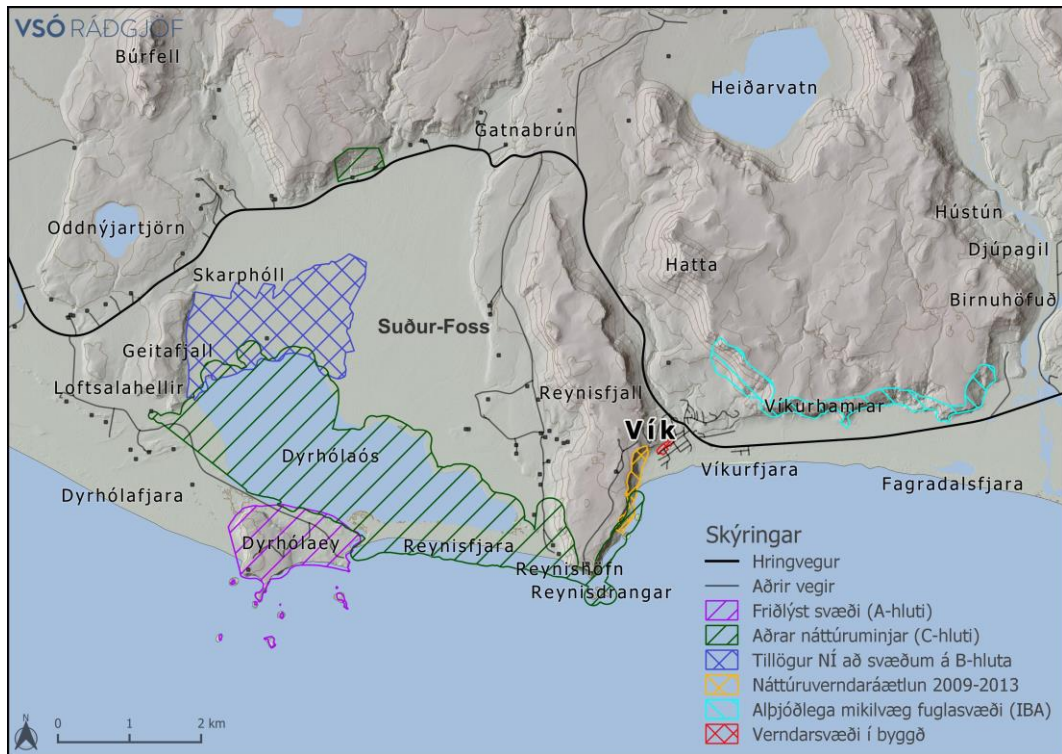 VSÓ RÁÐGJÖF
Búrfell
Heiðarvatn
Gatnabrún
Oddnýjartjörn
Hústún
Djúpagil
Hatta
Skarphóll
Birnuhöfuð
Suður-Foss
Geitafjall
Loftsalahellir
Reynisfjall
Víkurhamrar
Vík
Dyrhólaós
Víkurfjara
Fagradalsfjara
Dyrhólafjara
Dyrhólaey
Reynisfjara
Reynishöfn
Reynisdrangar
Skýringar
Hringvegur
Aðrir vegir
Friðlýst svæði (A-hluti)
Aðrar náttúruminjar (C-hluti)
Tillögur NÍ að svæðum á B-hluta
Náttúruverndaráætlun 2009-2013
Alþjóðlega mikilvæg fuglasvæði (IBA)
Verndarsvæði í byggð
N
0 1 2 km